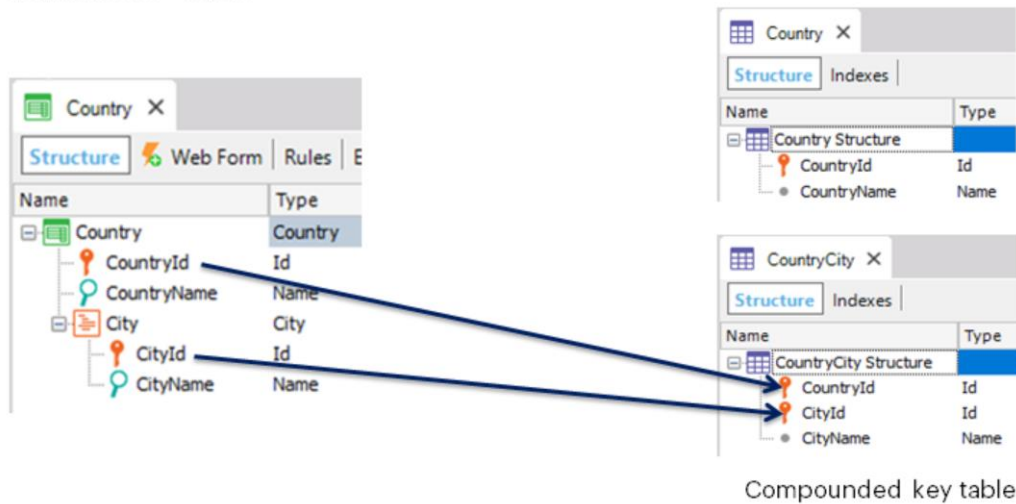 Country
Structure Web Form Rules E
Name Type
Country Country
CountryId Id
CountryName Name
City City
CityId Id
CityName Name
Country
Structure Indexes
Name Type
Country Structure
CountryId Id
CountryName Name
CountryCity
Structure Indexes
Name Type
CountryCity Structure
CountryId Id
CityId Id
CityName Name
Compounded key table